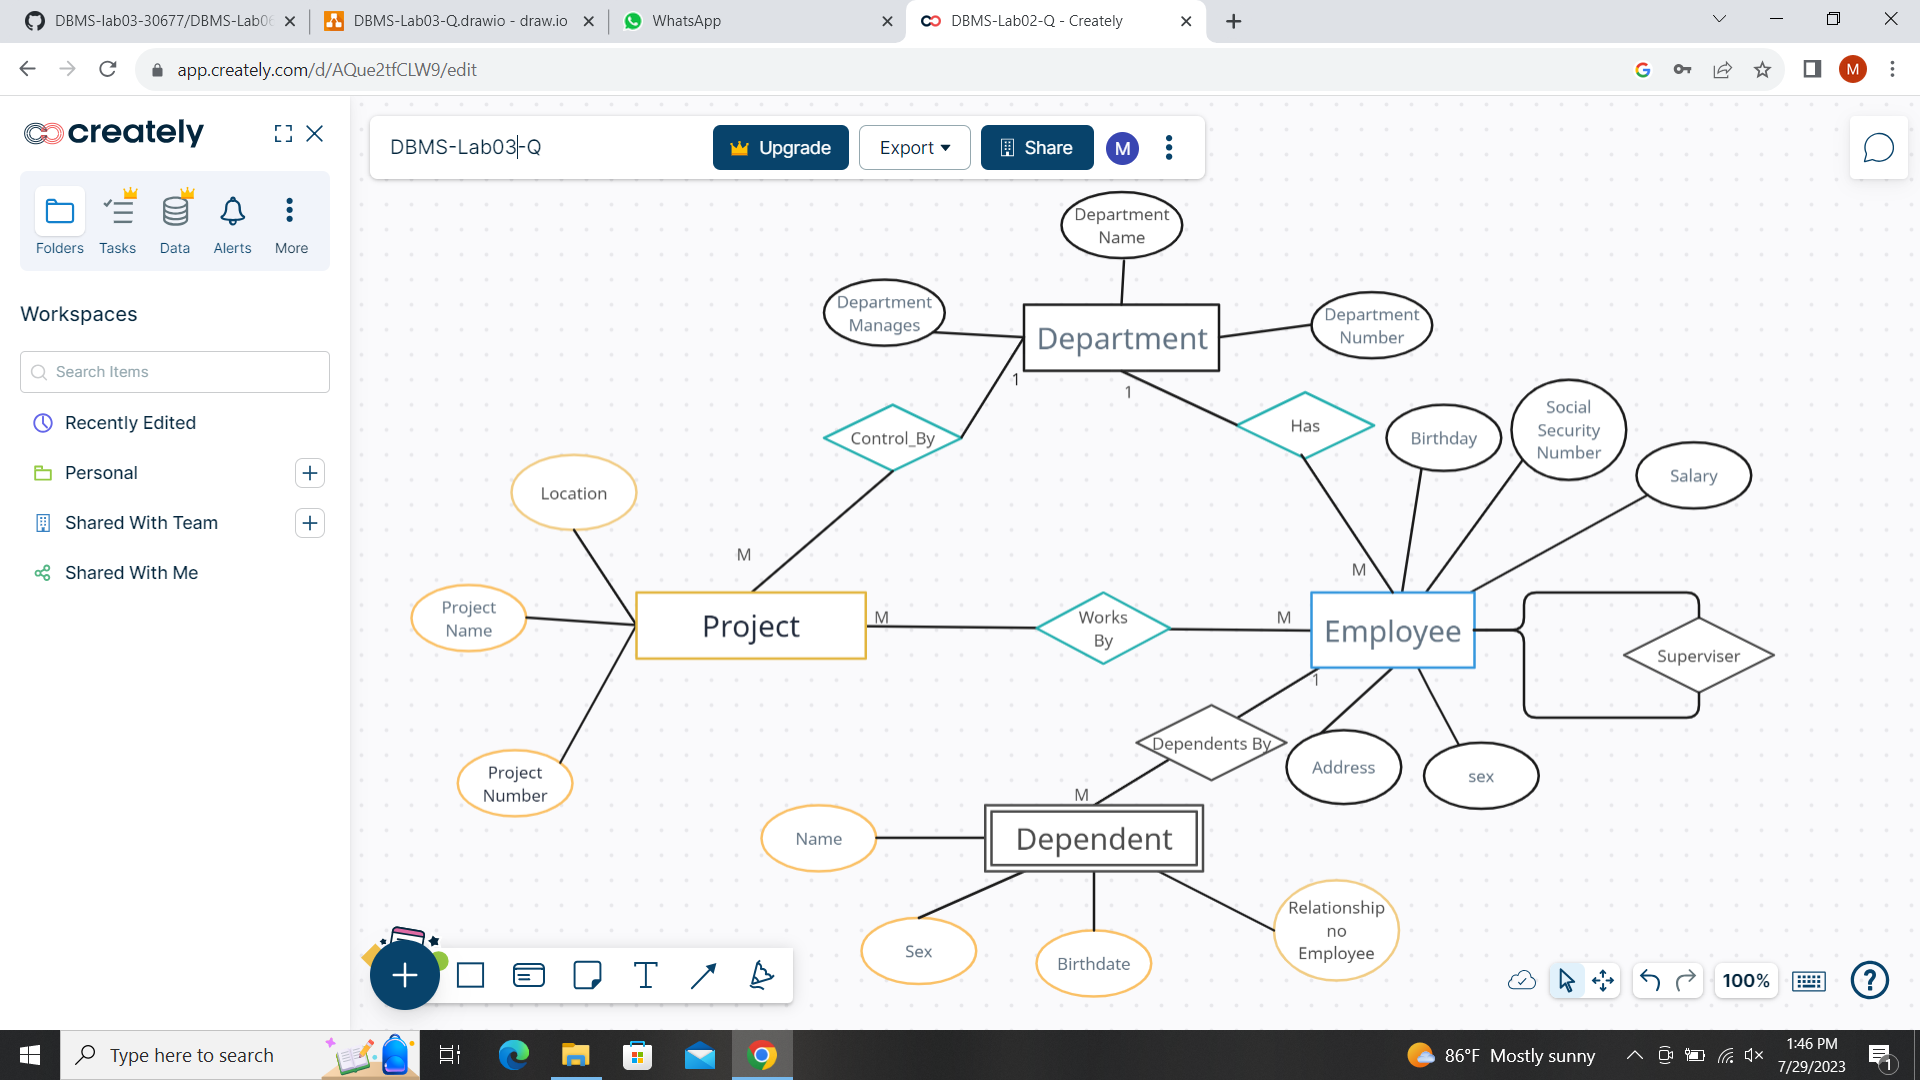 DBMS-lab03-30677/DBMS-Lab06
DBMS-Lab03-Q.drawio - draw.io
WhatsApp
DBMS-Lab02-Q - Creately
app.creately.com/d/AQue2tfCLW9/edit
G
M
creately
DBMS-Lab03-Q
Upgrade
Export
Share
M
Folders
Tasks
Data
Alerts
More
Workspaces
Search Items
Recently Edited
Personal
Shared With Team
Shared With Me
Department
Name
Department
Manages
Department
Department
Number
1
1
Control_By
Has
Birthday
Social
Security
Number
Salary
Location
M
M
Project
Name
Project
M
Works
By
M
Employee
Superviser
1
Dependents By
Address
sex
Project
Number
M
Name
Dependent
Sex
Birthdate
Relationship
no
Employee
T
100%
?
Type here to search
86°F Mostly sunny
1:46 PM
7/29/2023
1